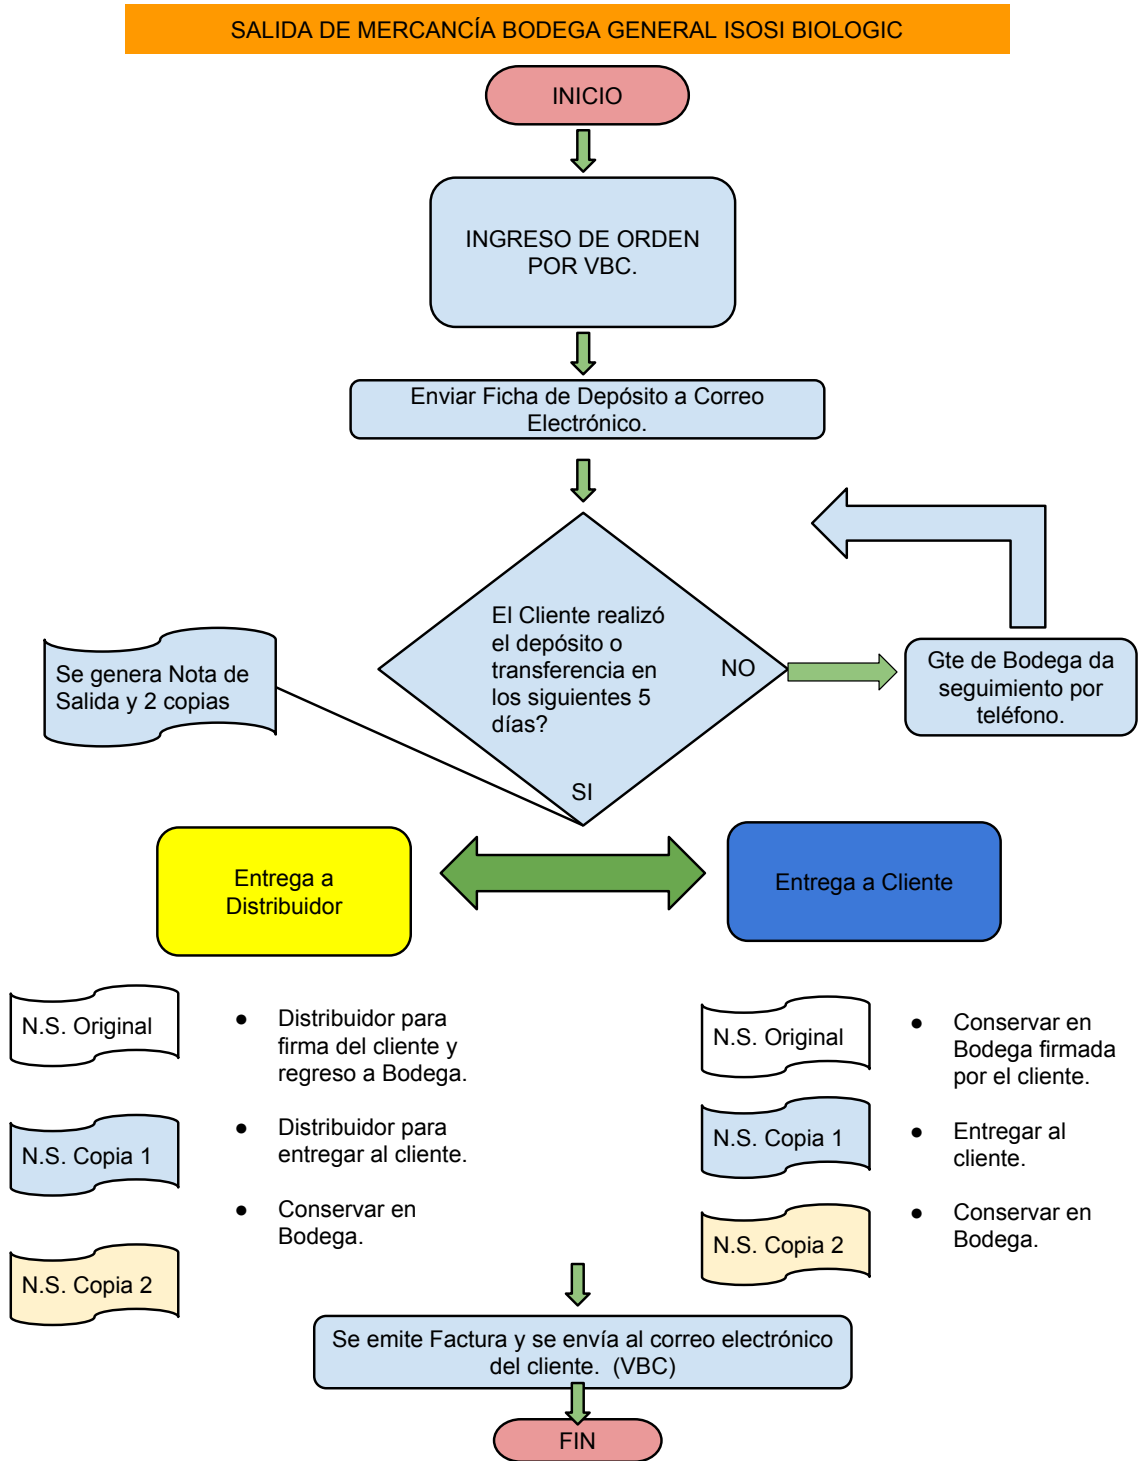 SALIDA DE MERCANCÍA BODEGA GENERAL ISOSI BIOLOGIC
INICIO
INGRESO DE ORDEN
POR VBC.
Enviar Ficha de Depósito a Correo
Electrónico.
El Cliente realizó
el depósito o
transferencia en
los siguientes 5
días?
NO
SI
Gte de Bodega da
seguimiento por
teléfono.
Se genera Nota de
Salida y 2 copias
Entrega a
Distribuidor
Entrega a Cliente
N.S. Original
● Distribuidor para
firma del cliente y
regreso a Bodega.
N.S. Copia 1
● Distribuidor para
entregar al cliente.
N.S. Copia 2
● Conservar en
Bodega.
N.S. Original
● Conservar en
Bodega firmada
por el cliente.
N.S. Copia 1
● Entregar al
cliente.
N.S. Copia 2
● Conservar en
Bodega.
Se emite Factura y se envía al correo electrónico
del cliente. (VBC)
FIN